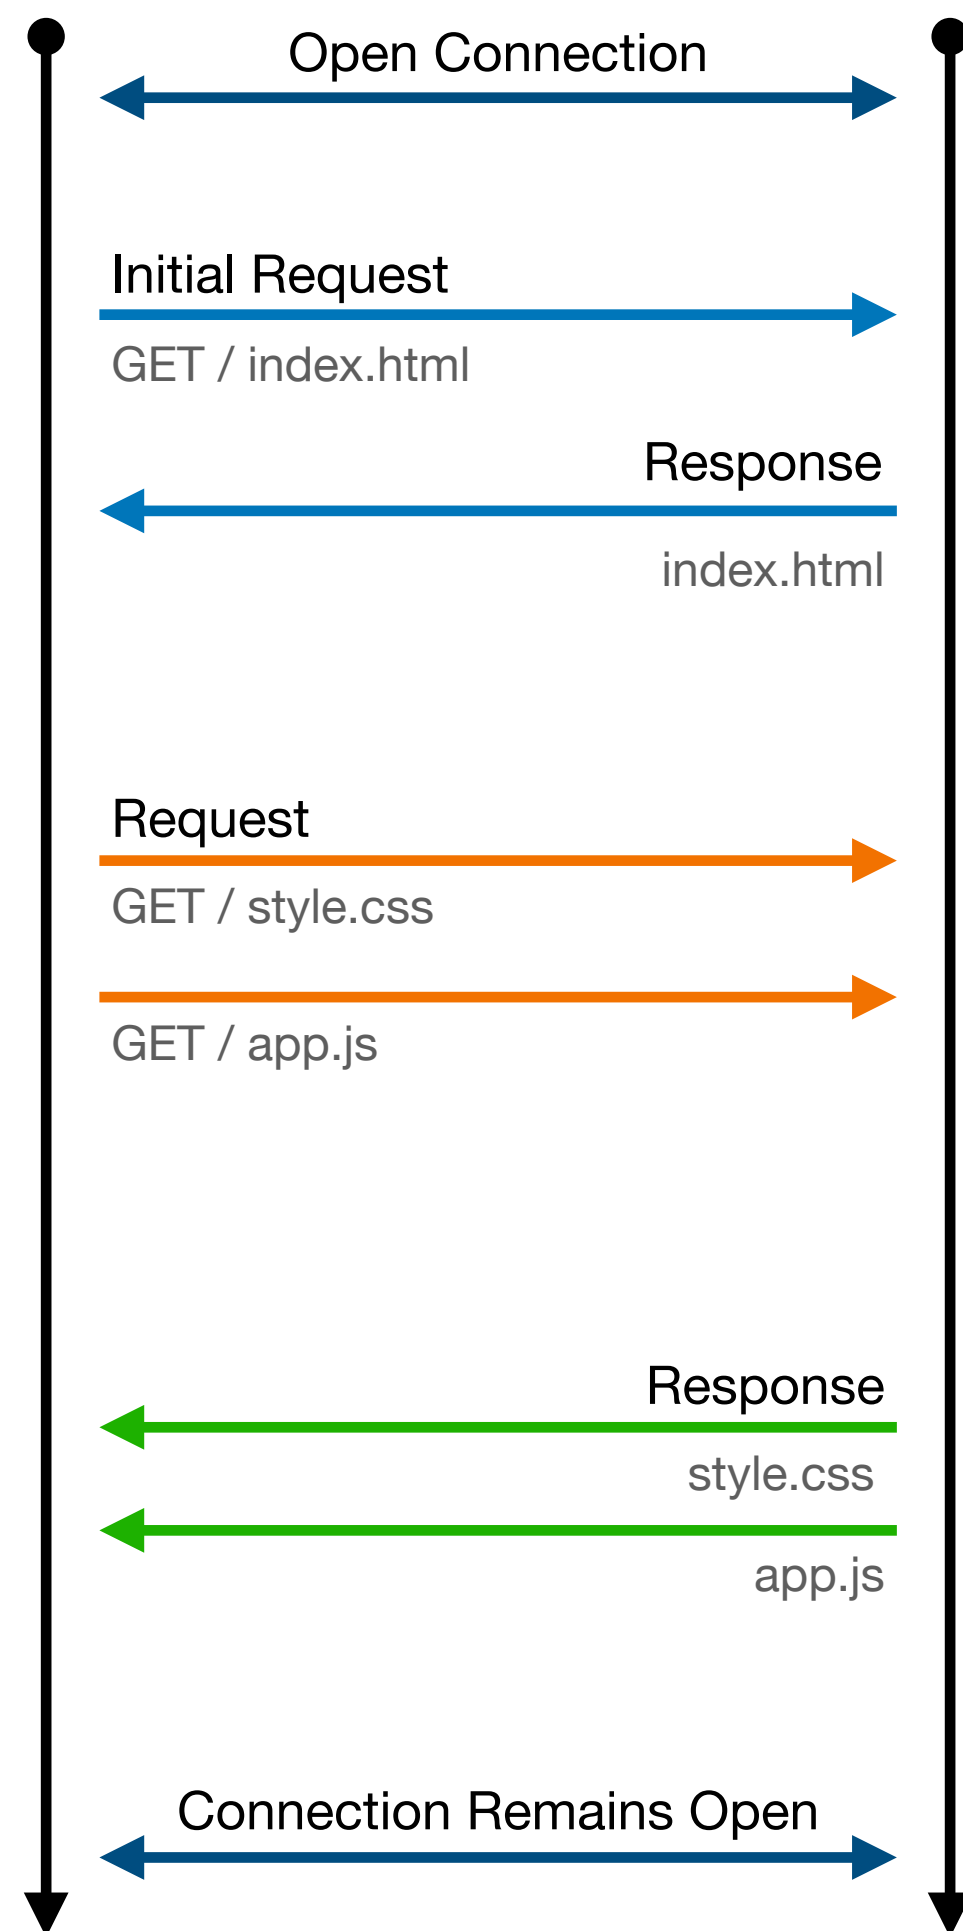 Open Connection
Initial Request
GET / index.html
Response
index.html
Request
GET / style.css
GET / app.js
Response
style.css
app.js
Connection Remains Open